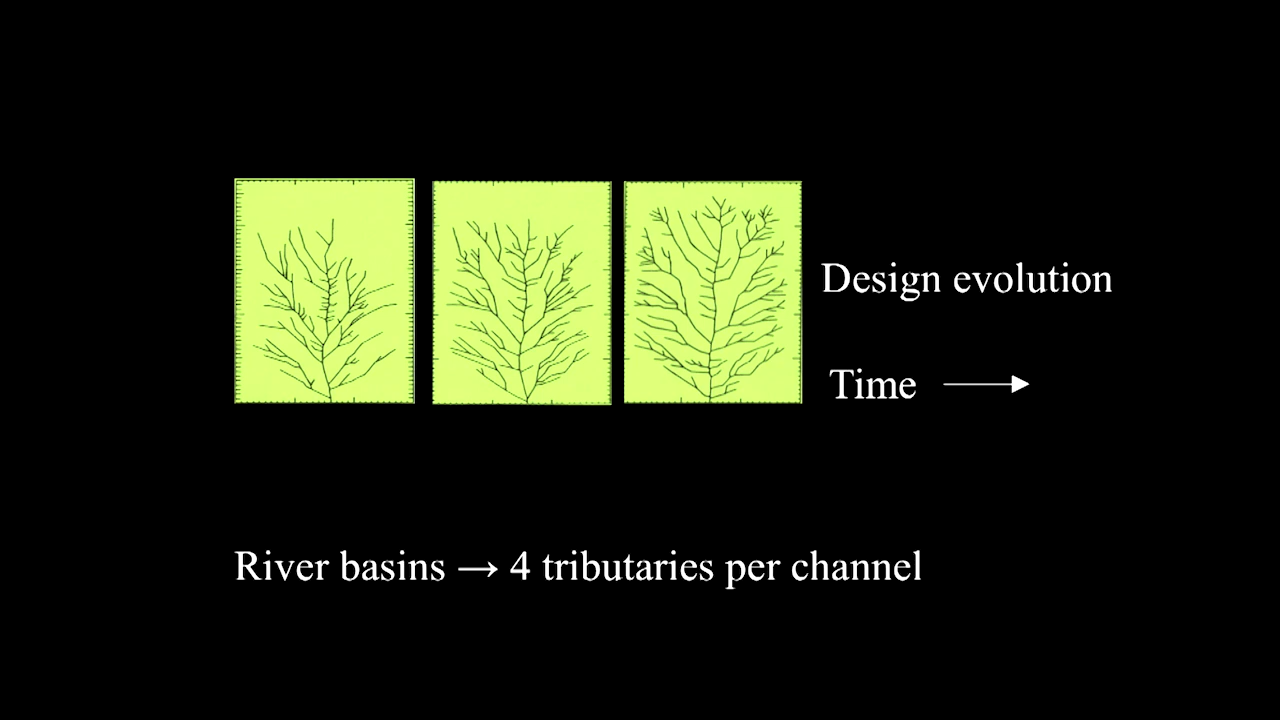 Design evolution
Time →
River basins → 4 tributaries per channel